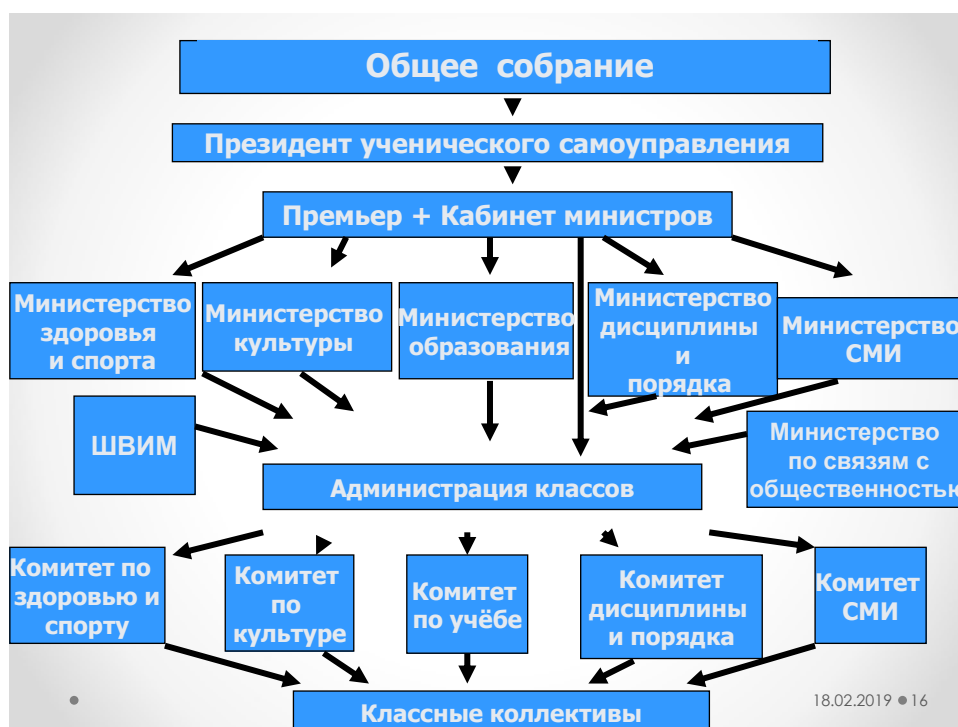 Общее собрание
Президент ученического самоуправления
Премьер + Кабинет министров
Министерство
здоровья
и спорта
Министерство
культуры
Министерство
образования
Министерство
дисциплины
и
порядка
Министерство
СМИ
ШВИМ
Министерство
по связям с
общественностью
Администрация классов
Комитет по
здоровью и
спорту
Комитет
по
культуре
Комитет
по учёбе
Комитет
дисциплины
и порядка
Комитет
СМИ
Классные коллективы
18.02.2019 16